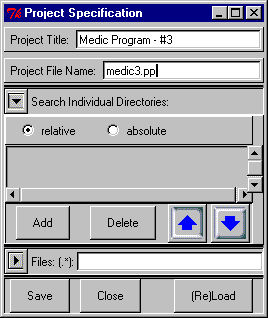 Project Specification
Project Title: Medic Program - #3
Project File Name: medic3.pp
Search Individual Directories:
relative absolute
Add Delete
Files: (.*):
Save Close (Re)Load